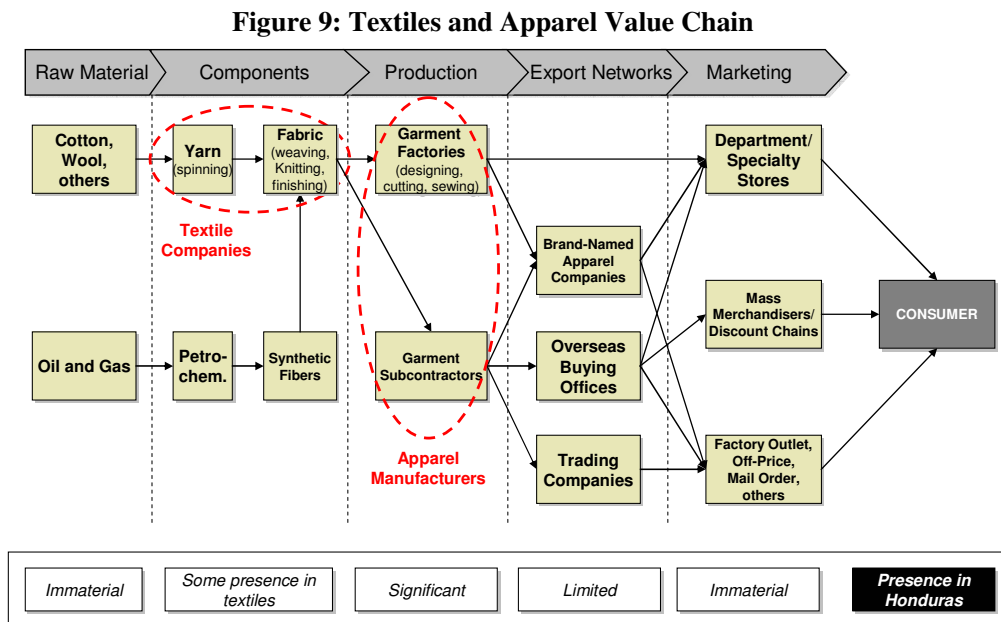 Figure 9: Textiles and Apparel Value Chain
Raw Material
Components
Production
Export Networks
Marketing
Cotton,
Wool,
others
Yarn
(spinning)
Fabric
(weaving,
Knitting,
finishing)
Garment
Factories
(designing,
cutting, sewing)
Department/
Specialty
Stores
Textile
Companies
Brand-Named
Apparel
Companies
Mass
Merchandisers/
Discount Chains
CONSUMER
Oil and Gas
Petro-
chem.
Synthetic
Fibers
Garment
Subcontractors
Overseas
Buying
Offices
Apparel
Manufacturers
Trading
Companies
Factory Outlet,
Off-Price,
Mail Order,
others
Immaterial
Some presence in
textiles
Significant
Limited
Immaterial
Presence in
Honduras